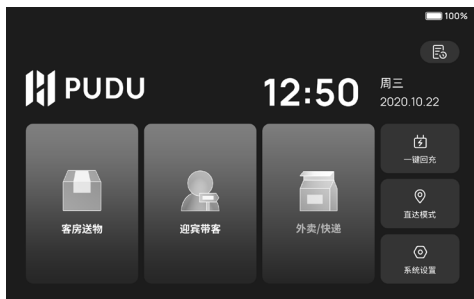 100%
PUDU
12:50
周三
2020.10.22
客房送物
迎宾带客
外卖/快递
一键回充
直达模式
系统设置